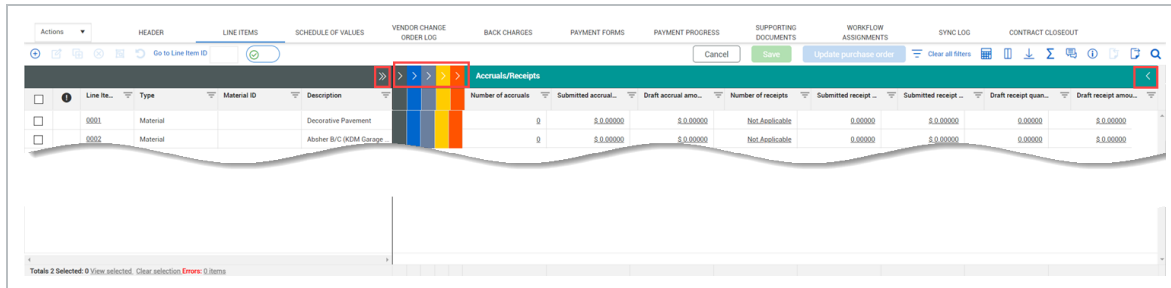 Actions HEADER LINE ITEMS SCHEDULE OF VALUES VENDOR CHANGE ORDER LOG BACK CHARGES PAYMENT FORMS PAYMENT PROGRESS SUPPORTING DOCUMENTS WORKFLOW ASSIGNMENTS SYNC LOG CONTRACT CLOSEOUT
Go to Line Item ID Cancel Save Update purchase order Clear all filters
Accruals/Receipts
Line Ite... Type Material ID Description Number of accruals Submitted accrual... Draft accrual amo... Number of receipts Submitted receipt ... Submitted receipt ... Draft receipt quan... Draft receipt amou...
0001 Material Decorative Pavement 0 $ 0.00000 $ 0.00000 Not Applicable 0.00000 $ 0.00000 0.00000 $ 0.00000
0002 Material Absher B/C (KDM Garage ... 0 $ 0.00000 $ 0.00000 Not Applicable 0.00000 $ 0.00000 0.00000 $ 0.00000
Totals 2 Selected: 0 View selected Clear selection Errors: 0 items